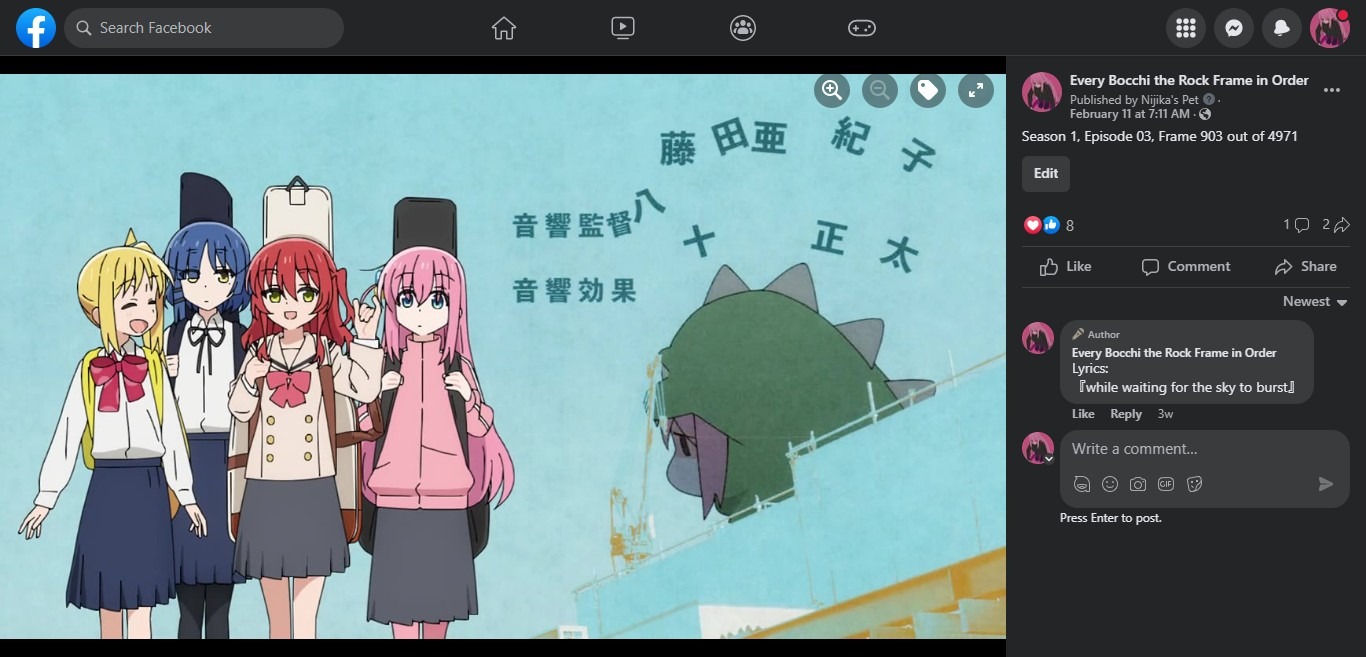 Search Facebook
藤田亜紀子
音響監督
八十正太
音響効果
Every Bocchi the Rock Frame in Order
Published by Nijika's Pet ·
February 11 at 7:11 AM ·
Season 1, Episode 03, Frame 903 out of 4971
Edit
8
1
2
Like
Comment
Share
Newest
Author
Every Bocchi the Rock Frame in Order
Lyrics:
『while waiting for the sky to burst』
Like Reply 3w
Write a comment...
GIF
Press Enter to post.